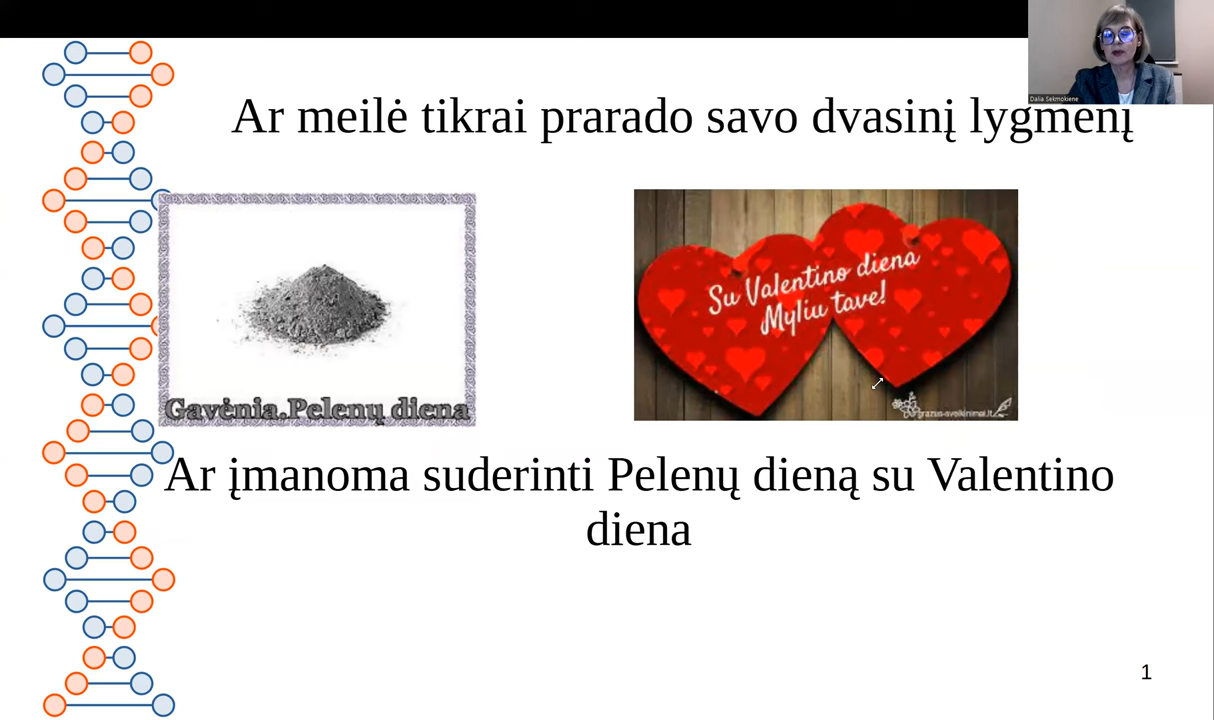 Dalia Sekmokiene
Ar meilė tikrai prarado savo dvasinį lygmenį
Su Valentino diena
Myliu tave!
Gavėnia.Pelenų diena
Ar įmanoma suderinti Pelenų dieną su Valentino
diena
1